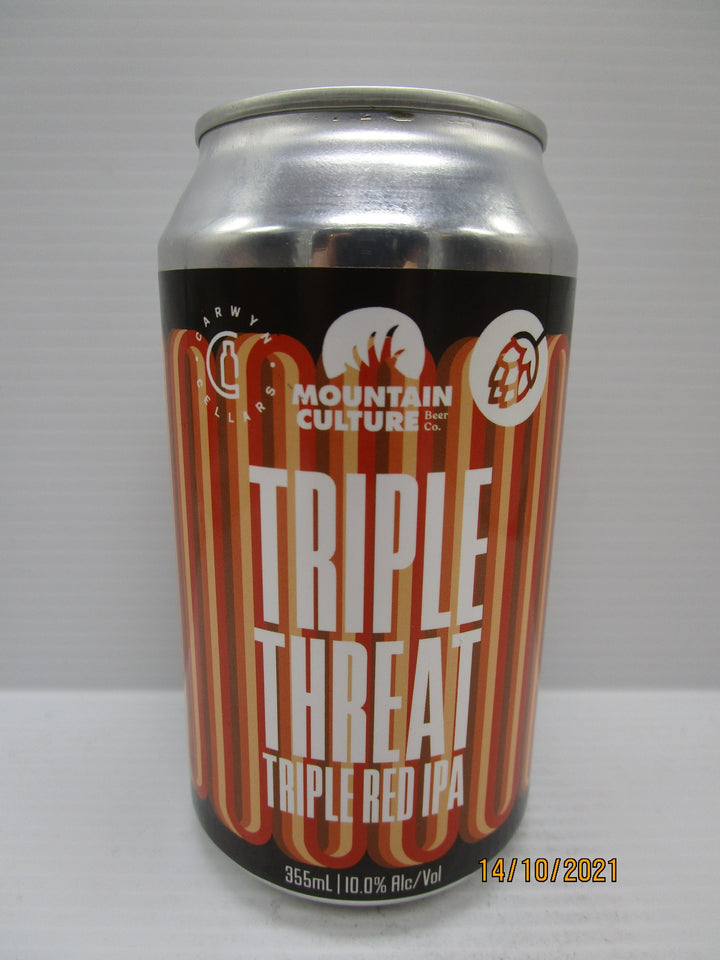 CARWYN
CELLARS
MOUNTAIN
CULTURE Beer Co.
TRIPLE
THREAT
TRIPLE RED IPA
355mL | 10.0% Alc/Vol
14/10/2021